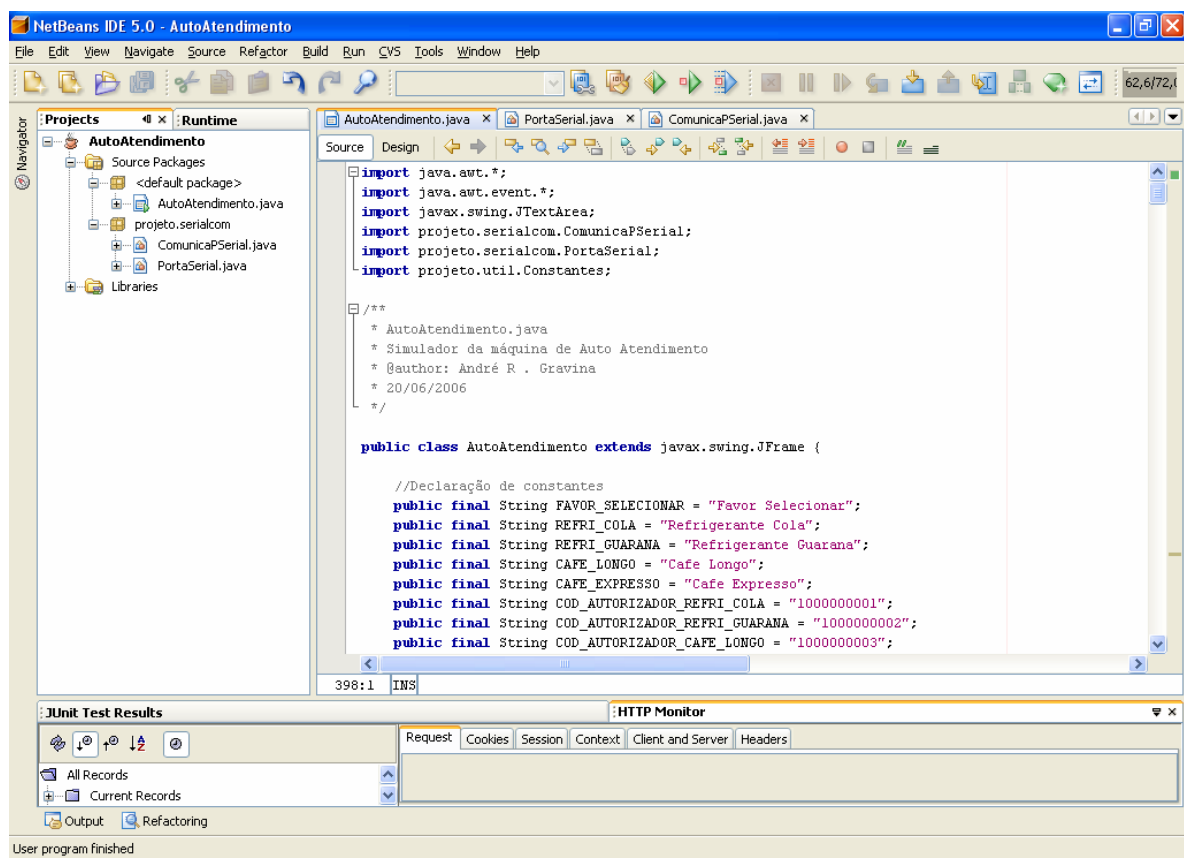 NetBeans IDE 5.0 - AutoAtendimento
File Edit View Navigate Source Refactor Build Run CVS Tools Window Help
62,6/72,
Navigator
Projects
Runtime
AutoAtendimento
Source Packages
<default package>
AutoAtendimento.java
projeto.serialcom
ComunicaPSerial.java
PortaSerial.java
Libraries
AutoAtendimento.java PortaSerial.java ComunicaPSerial.java
Source Design
import java.awt.*;
import java.awt.event.*;
import javax.swing.JTextArea;
import projeto.serialcom.ComunicaPSerial;
import projeto.serialcom.PortaSerial;
import projeto.util.Constantes;
/**
* AutoAtendimento.java
* Simulador da máquina de Auto Atendimento
* @author: André R . Gravina
* 20/06/2006
*/
public class AutoAtendimento extends javax.swing.JFrame {
//Declaração de constantes
public final String FAVOR_SELECIONAR = "Favor Selecionar";
public final String REFRI_COLA = "Refrigerante Cola";
public final String REFRI_GUARANA = "Refrigerante Guarana";
public final String CAFE_LONGO = "Cafe Longo";
public final String CAFE_EXPRESSO = "Cafe Expresso";
public final String COD_AUTORIZADOR_REFRI_COLA = "1000000001";
public final String COD_AUTORIZADOR_REFRI_GUARANA = "1000000002";
public final String COD_AUTORIZADOR_CAFE_LONGO = "1000000003";
398:1 INS
JUnit Test Results
All Records
Current Records
HTTP Monitor
Request Cookies Session Context Client and Server Headers
Output Refactoring
User program finished